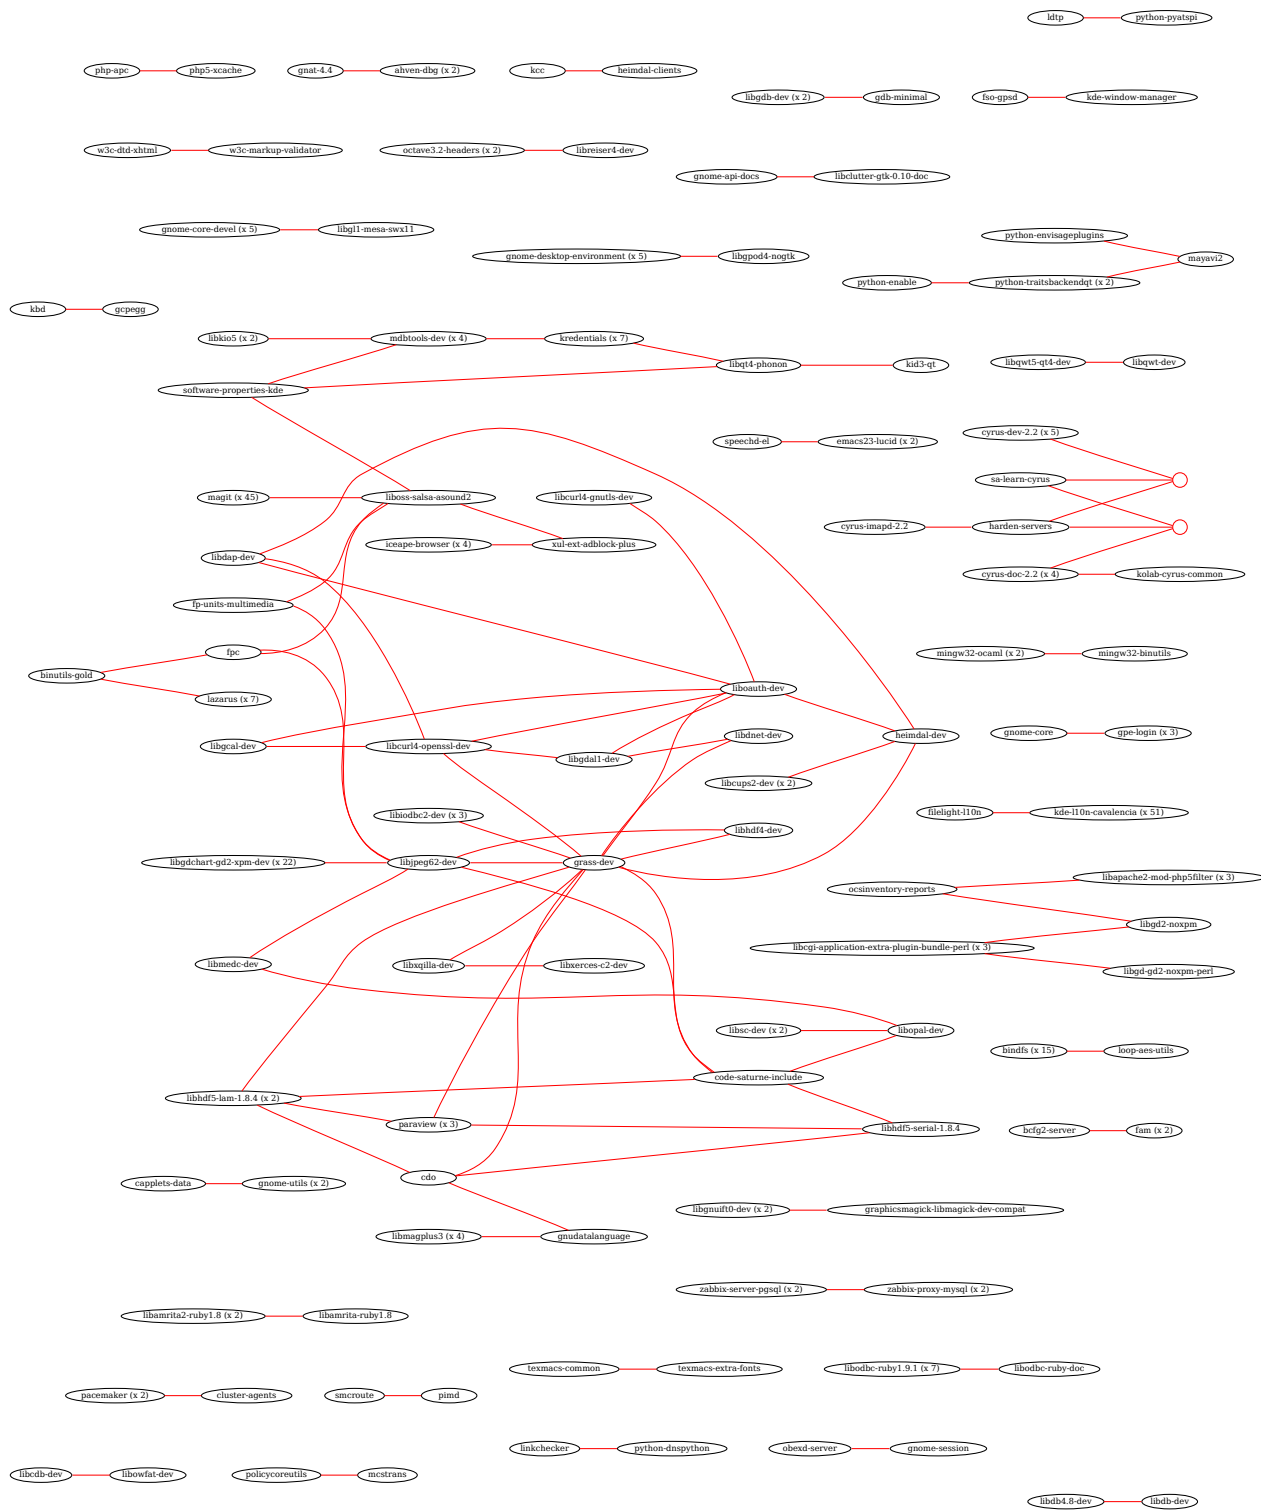 ldtp
python-pyatspi
php-apc
php5-xcache
gnat-4.4
ahven-dbg (x 2)
kcc
heimdal-clients
libgdb-dev (x 2)
gdb-minimal
fso-gpsd
kde-window-manager
w3c-dtd-xhtml
w3c-markup-validator
octave3.2-headers (x 2)
libreiser4-dev
gnome-api-docs
libclutter-gtk-0.10-doc
gnome-core-devel (x 5)
libgl1-mesa-swx11
python-envisageplugins
gnome-desktop-environment (x 5)
libgpod4-nogtk
mayavi2
python-enable
python-traitsbackendqt (x 2)
kbd
gcpegg
libkio5 (x 2)
mdbtools-dev (x 4)
kredentials (x 7)
libqt4-phonon
kid3-qt
libqwt5-qt4-dev
libqwt-dev
software-properties-kde
speechd-el
emacs23-lucid (x 2)
cyrus-dev-2.2 (x 5)
sa-learn-cyrus
magit (x 45)
liboss-salsa-asound2
libcurl4-gnutls-dev
cyrus-imapd-2.2
harden-servers
iceape-browser (x 4)
xul-ext-adblock-plus
libdap-dev
cyrus-doc-2.2 (x 4)
kolab-cyrus-common
fp-units-multimedia
fpc
mingw32-ocaml (x 2)
mingw32-binutils
binutils-gold
lazarus (x 7)
liboauth-dev
libgcal-dev
libcurl4-openssl-dev
libgdal1-dev
libdnet-dev
heimdal-dev
gnome-core
gpe-login (x 3)
libcups2-dev (x 2)
libiodbc2-dev (x 3)
libhdf4-dev
filelight-l10n
kde-l10n-cavalencia (x 51)
libgdchart-gd2-xpm-dev (x 22)
libjpeg62-dev
grass-dev
ocsinventory-reports
libapache2-mod-php5filter (x 3)
libgd2-noxpm
libcgi-application-extra-plugin-bundle-perl (x 3)
libgd-gd2-noxpm-perl
libmedc-dev
libxqilla-dev
libxerces-c2-dev
libsc-dev (x 2)
libopal-dev
bindfs (x 15)
loop-aes-utils
code-saturne-include
libhdf5-lam-1.8.4 (x 2)
paraview (x 3)
libhdf5-serial-1.8.4
bcfg2-server
fam (x 2)
cdo
capplets-data
gnome-utils (x 2)
libgnuift0-dev (x 2)
graphicsmagick-libmagick-dev-compat
libmagplus3 (x 4)
gnudatalanguage
zabbix-server-pgsql (x 2)
zabbix-proxy-mysql (x 2)
libamrita2-ruby1.8 (x 2)
libamrita-ruby1.8
texmacs-common
texmacs-extra-fonts
libodbc-ruby1.9.1 (x 7)
libodbc-ruby-doc
pacemaker (x 2)
cluster-agents
smcroute
pimd
linkchecker
python-dnspython
obexd-server
gnome-session
libcdb-dev
libowfat-dev
policycoreutils
mcstrans
libdb4.8-dev
libdb-dev